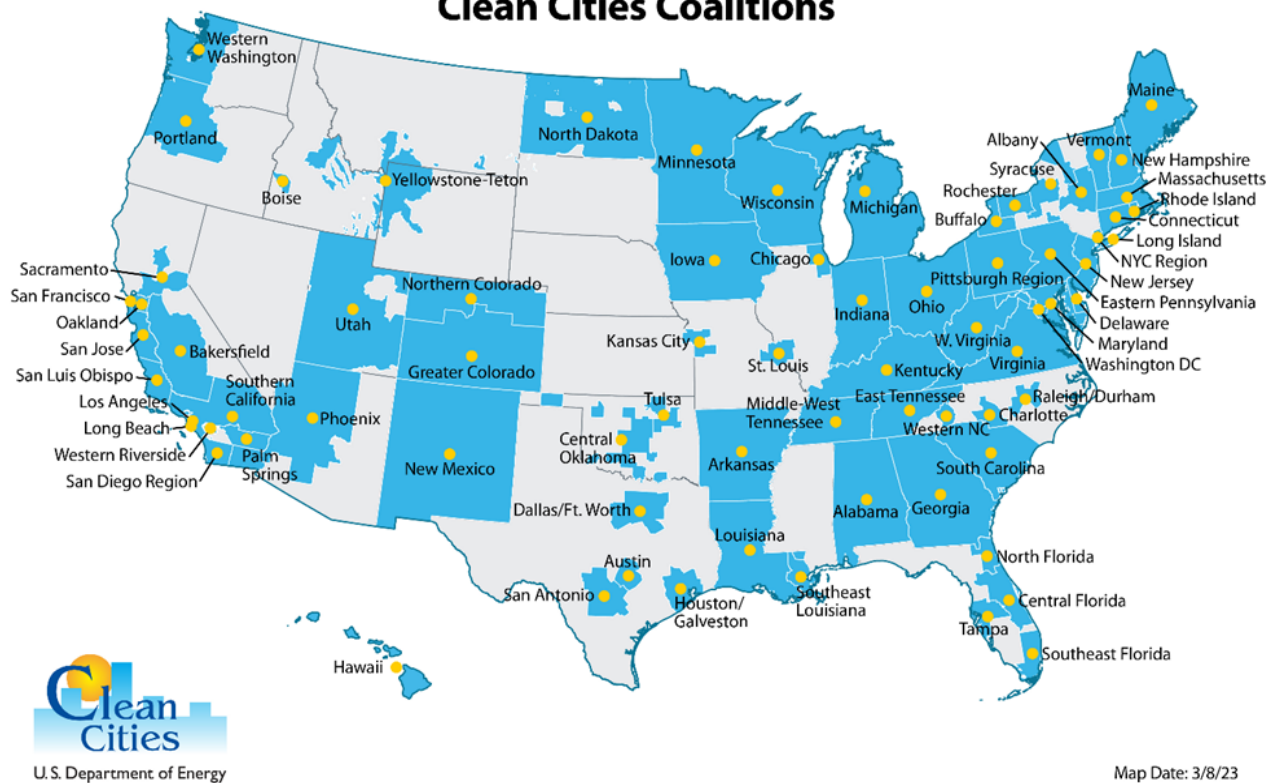 Clean Cities Coalitions
Western
Washington
Portland
Boise
Yellowstone-Teton
North Dakota
Minnesota
Wisconsin
Michigan
Iowa
Chicago
Maine
Albany
Vermont
New Hampshire
Syracuse
Massachusetts
Rochester
Rhode Island
Buffalo
Connecticut
Long Island
NYC Region
New Jersey
Pittsburgh Region
Eastern Pennsylvania
Delaware
Maryland
Washington DC
Sacramento
San Francisco
Oakland
San Jose
San Luis Obispo
Los Angeles
Long Beach
Western Riverside
San Diego Region
Bakersfield
Southern
California
Palm
Springs
Utah
Northern Colorado
Greater Colorado
Phoenix
New Mexico
Kansas City
St. Louis
Indiana
Ohio
W. Virginia
Virginia
Kentucky
Tulsa
Central
Oklahoma
Arkansas
Middle-West
Tennessee
East Tennessee
Western NC
Charlotte
Raleigh/Durham
South Carolina
Dallas/Ft. Worth
Austin
San Antonio
Houston/
Galveston
Louisiana
Southeast
Louisiana
Alabama
Georgia
North Florida
Central Florida
Tampa
Southeast Florida
Hawaii
Clean
Cities
U.S. Department of Energy
Map Date: 3/8/23